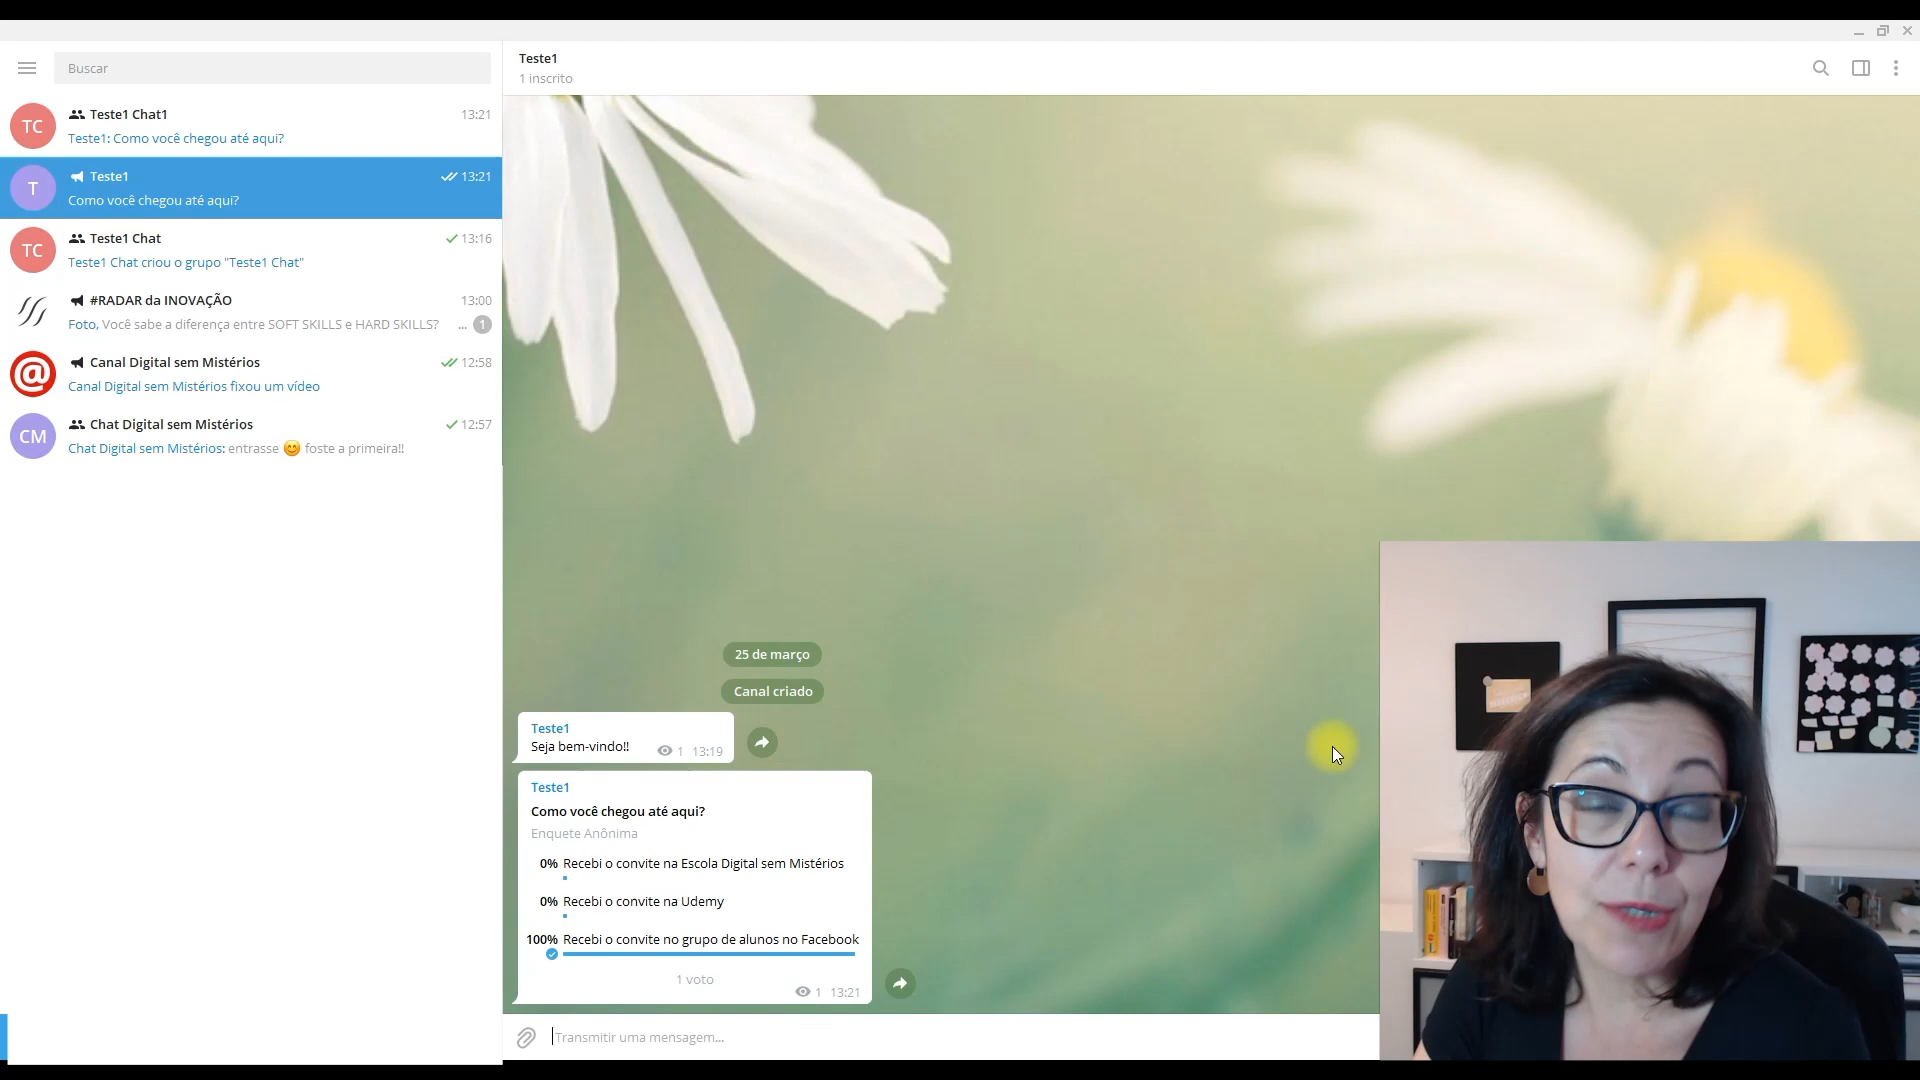 Buscar
TC
Teste1 Chat1
13:21
Teste1: Como você chegou até aqui?
T
Teste1
13:21
Como você chegou até aqui?
TC
Teste1 Chat
13:16
Teste1 Chat criou o grupo "Teste1 Chat"
#RADAR da INOVAÇÃO
13:00
Foto, Você sabe a diferença entre SOFT SKILLS e HARD SKILLS? ...
1
@
Canal Digital sem Mistérios
12:58
Canal Digital sem Mistérios fixou um vídeo
CM
Chat Digital sem Mistérios
12:57
Chat Digital sem Mistérios: entrasse 😊 foste a primeira!!
Teste1
1 inscrito
25 de março
Canal criado
Teste1
Seja bem-vindo!!
1 13:19
Teste1
Como você chegou até aqui?
Enquete Anônima
0% Recebi o convite na Escola Digital sem Mistérios
0% Recebi o convite na Udemy
100% Recebi o convite no grupo de alunos no Facebook
1 voto
1 13:21
Transmitir uma mensagem...